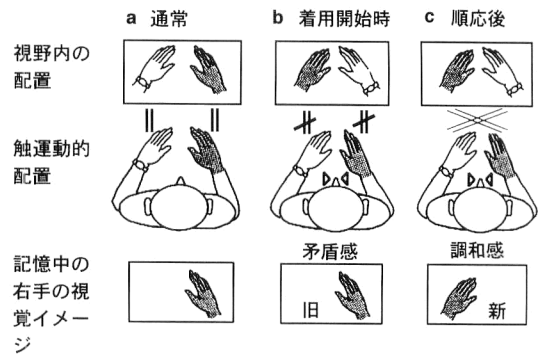 a 通常
b 着用開始時
c 順応後
視野内の
配置
触運動的
配置
矛盾感
調和感
記憶中の
右手の視
覚イメー
ジ
旧
新